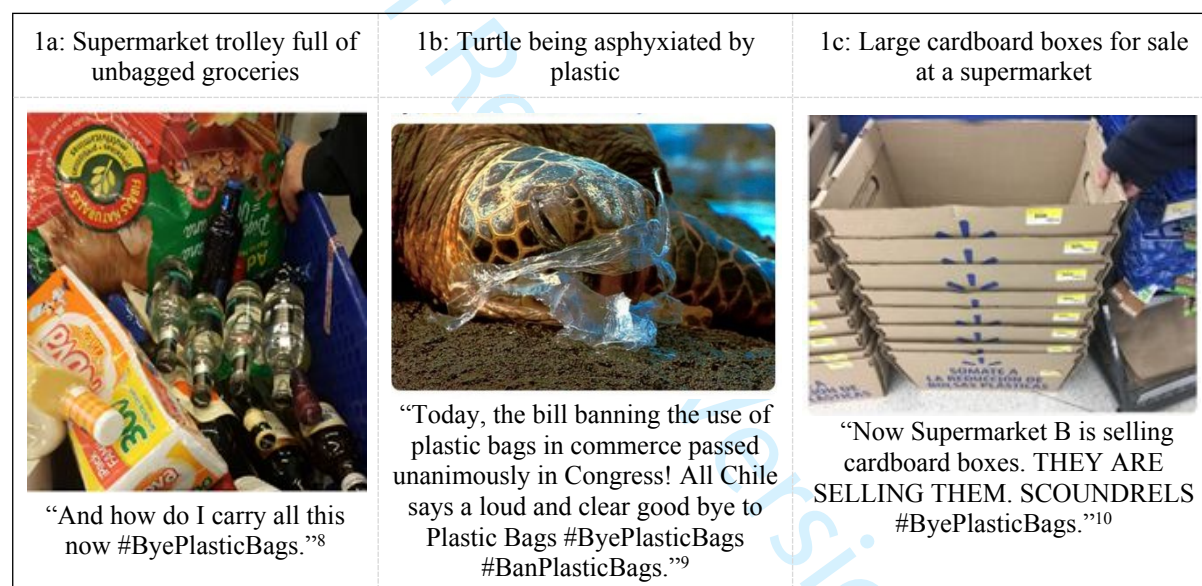 1a: Supermarket trolley full of
unbagged groceries
1b: Turtle being asphyxiated by
plastic
1c: Large cardboard boxes for sale
at a supermarket
FIBRAS NATURALES
nova
SÚMATE A
LA REDUCCIÓN DE
BOLSAS PLÁSTICAS
“And how do I carry all this
now #ByePlasticBags.”⁸
“Today, the bill banning the use of
plastic bags in commerce passed
unanimously in Congress! All Chile
says a loud and clear good bye to
Plastic Bags #ByePlasticBags
#BanPlasticBags.”⁹
“Now Supermarket B is selling
cardboard boxes. THEY ARE
SELLING THEM. SCOUNDRELS
#ByePlasticBags.”¹⁰